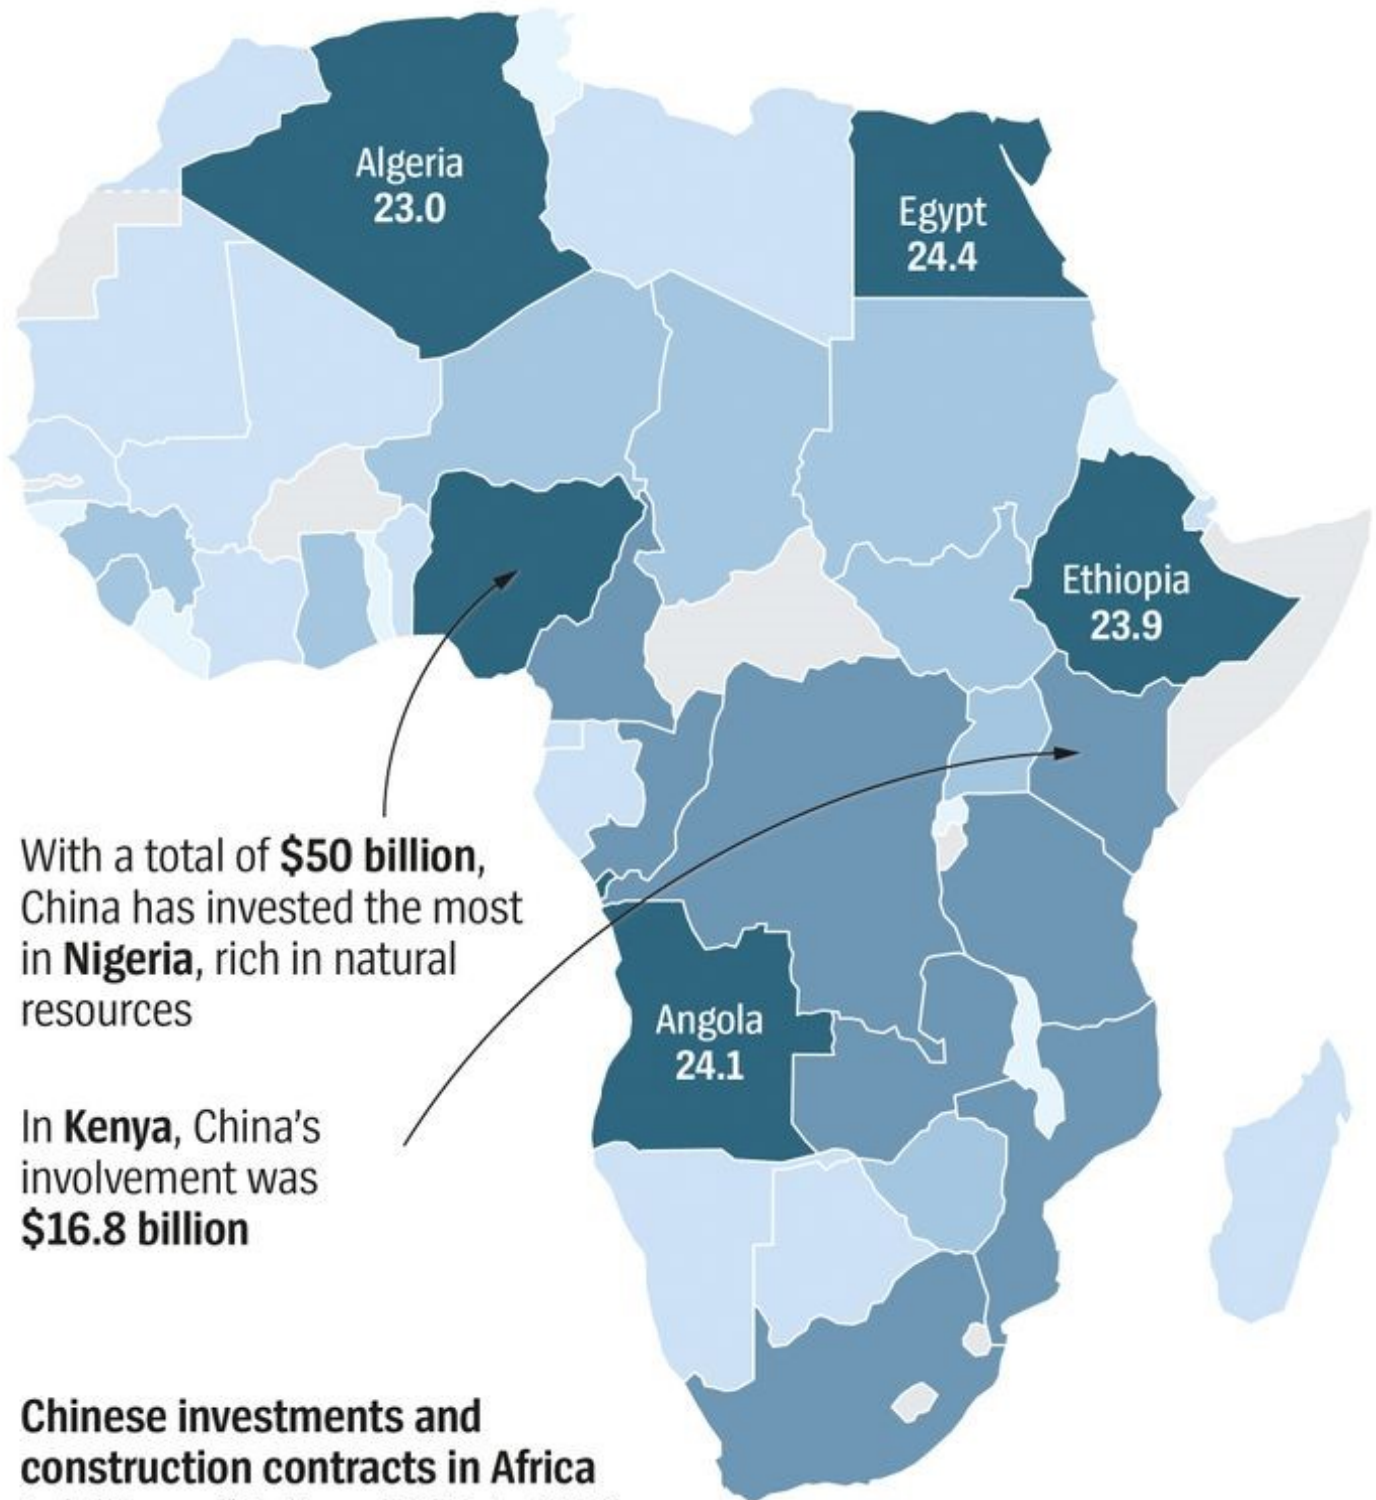 Algeria
23.0
Egypt
24.4
Ethiopia
23.9
With a total of $50 billion,
China has invested the most
in Nigeria, rich in natural
resources
Angola
24.1
In Kenya, China's
involvement was
$16.8 billion
Chinese investments and
construction contracts in Africa